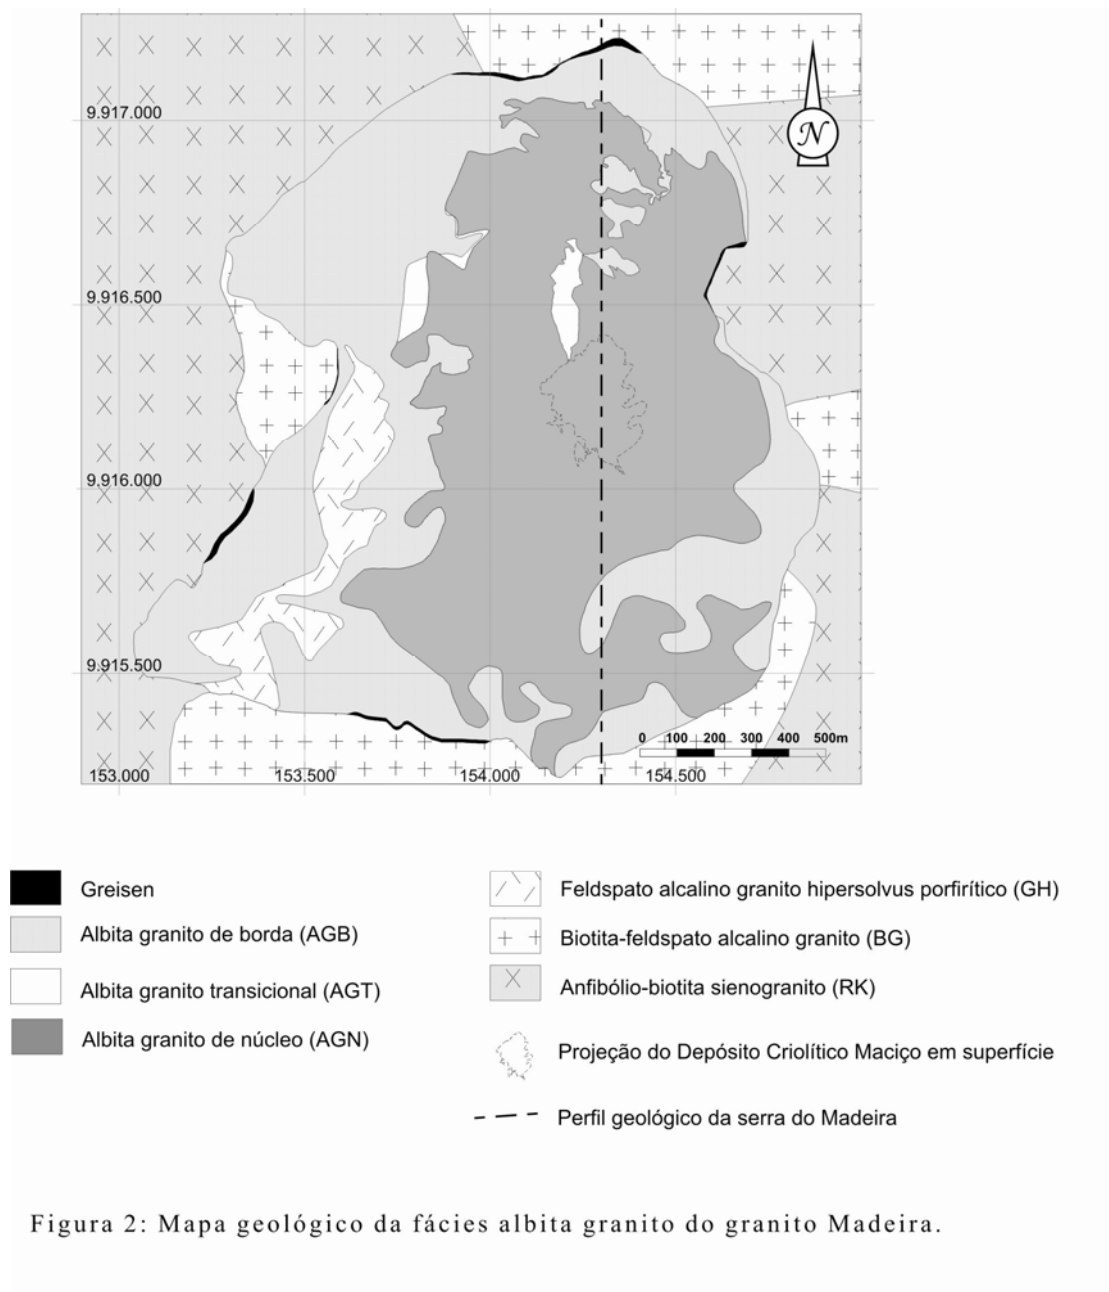 N
9.917.000
9.916.500
9.916.000
9.915.500
0 100 200 300 400 500m
153.000 153.500 154.000 154.500
Greisen
Albita granito de borda (AGB)
Albita granito transicional (AGT)
Albita granito de núcleo (AGN)
Feldspato alcalino granito hipersolvus porfirítico (GH)
Biotita-feldspato alcalino granito (BG)
Anfibólio-biotita sienogranito (RK)
Projeção do Depósito Criolítico Maciço em superfície
Perfil geológico da serra do Madeira
Figura 2: Mapa geológico da fácies albita granito do granito Madeira.